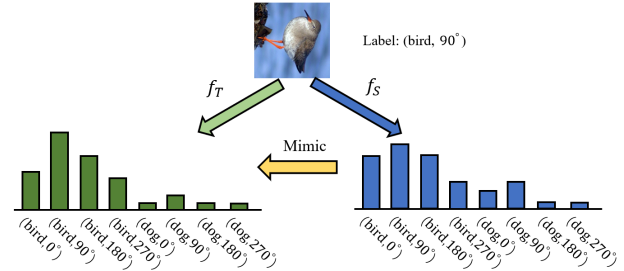 Label: (bird, 90°)
f_T
f_S
Mimic
(bird,0°)
(bird,90°)
(bird,180°)
(bird,270°)
(dog,0°)
(dog,90°)
(dog,180°)
(dog,270°)
(bird,0°)
(bird,90°)
(bird,180°)
(bird,270°)
(dog,0°)
(dog,90°)
(dog,180°)
(dog,270°)